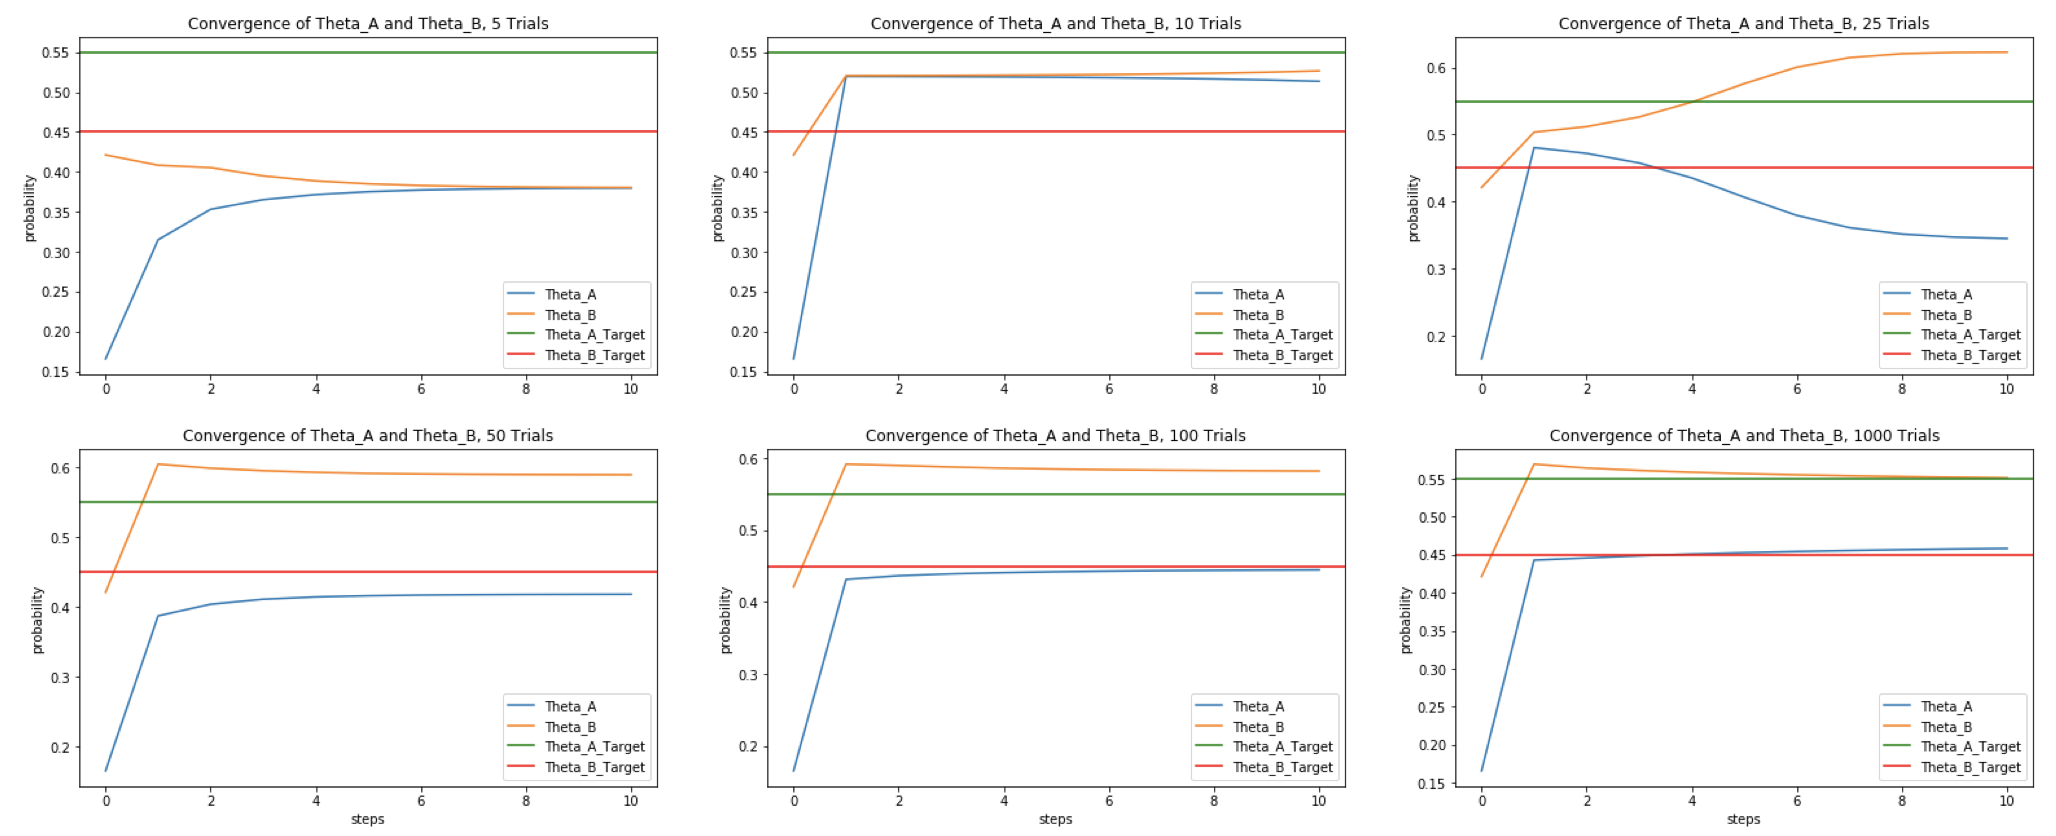 Convergence of Theta_A and Theta_B, 5 Trials
0.55
0.50
0.45
0.40
0.35
0.30
0.25
0.20
0.15
probability
0 2 4 6 8 10
Theta_A
Theta_B
Theta_A_Target
Theta_B_Target
Convergence of Theta_A and Theta_B, 10 Trials
0.55
0.50
0.45
0.40
0.35
0.30
0.25
0.20
0.15
probability
0 2 4 6 8 10
Theta_A
Theta_B
Theta_A_Target
Theta_B_Target
Convergence of Theta_A and Theta_B, 25 Trials
0.6
0.5
0.4
0.3
0.2
probability
0 2 4 6 8 10
Theta_A
Theta_B
Theta_A_Target
Theta_B_Target
Convergence of Theta_A and Theta_B, 50 Trials
0.6
0.5
0.4
0.3
0.2
probability
0 2 4 6 8 10
steps
Theta_A
Theta_B
Theta_A_Target
Theta_B_Target
Convergence of Theta_A and Theta_B, 100 Trials
0.6
0.5
0.4
0.3
0.2
probability
0 2 4 6 8 10
steps
Theta_A
Theta_B
Theta_A_Target
Theta_B_Target
Convergence of Theta_A and Theta_B, 1000 Trials
0.55
0.50
0.45
0.40
0.35
0.30
0.25
0.20
0.15
probability
0 2 4 6 8 10
steps
Theta_A
Theta_B
Theta_A_Target
Theta_B_Target